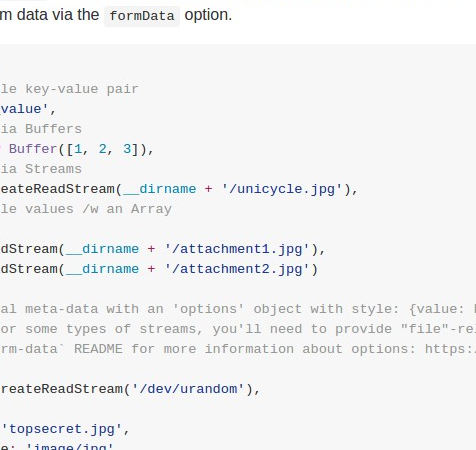 m data via the formData option.
le key-value pair
value',
ia Buffers
Buffer([1, 2, 3]),
ia Streams
eateReadStream(__dirname + '/unicycle.jpg'),
le values /w an Array
dStream(__dirname + '/attachment1.jpg'),
dStream(__dirname + '/attachment2.jpg')
al meta-data with an 'options' object with style: {value:
or some types of streams, you'll need to provide "file"-re
rm-data` README for more information about options: https:
reateReadStream('/dev/urandom'),
'topsecret.jpg',
e: 'image/jpg'